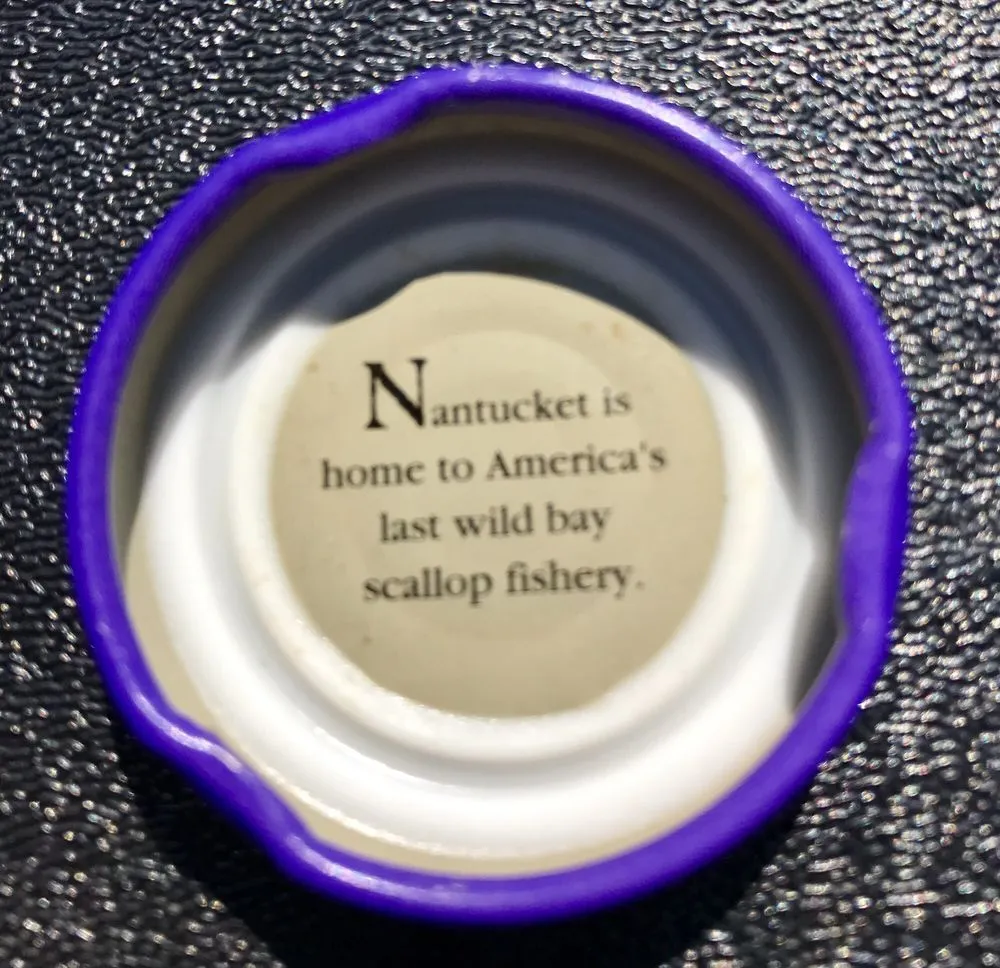 Nantucket is
home to America's
last wild bay
scallop fishery.